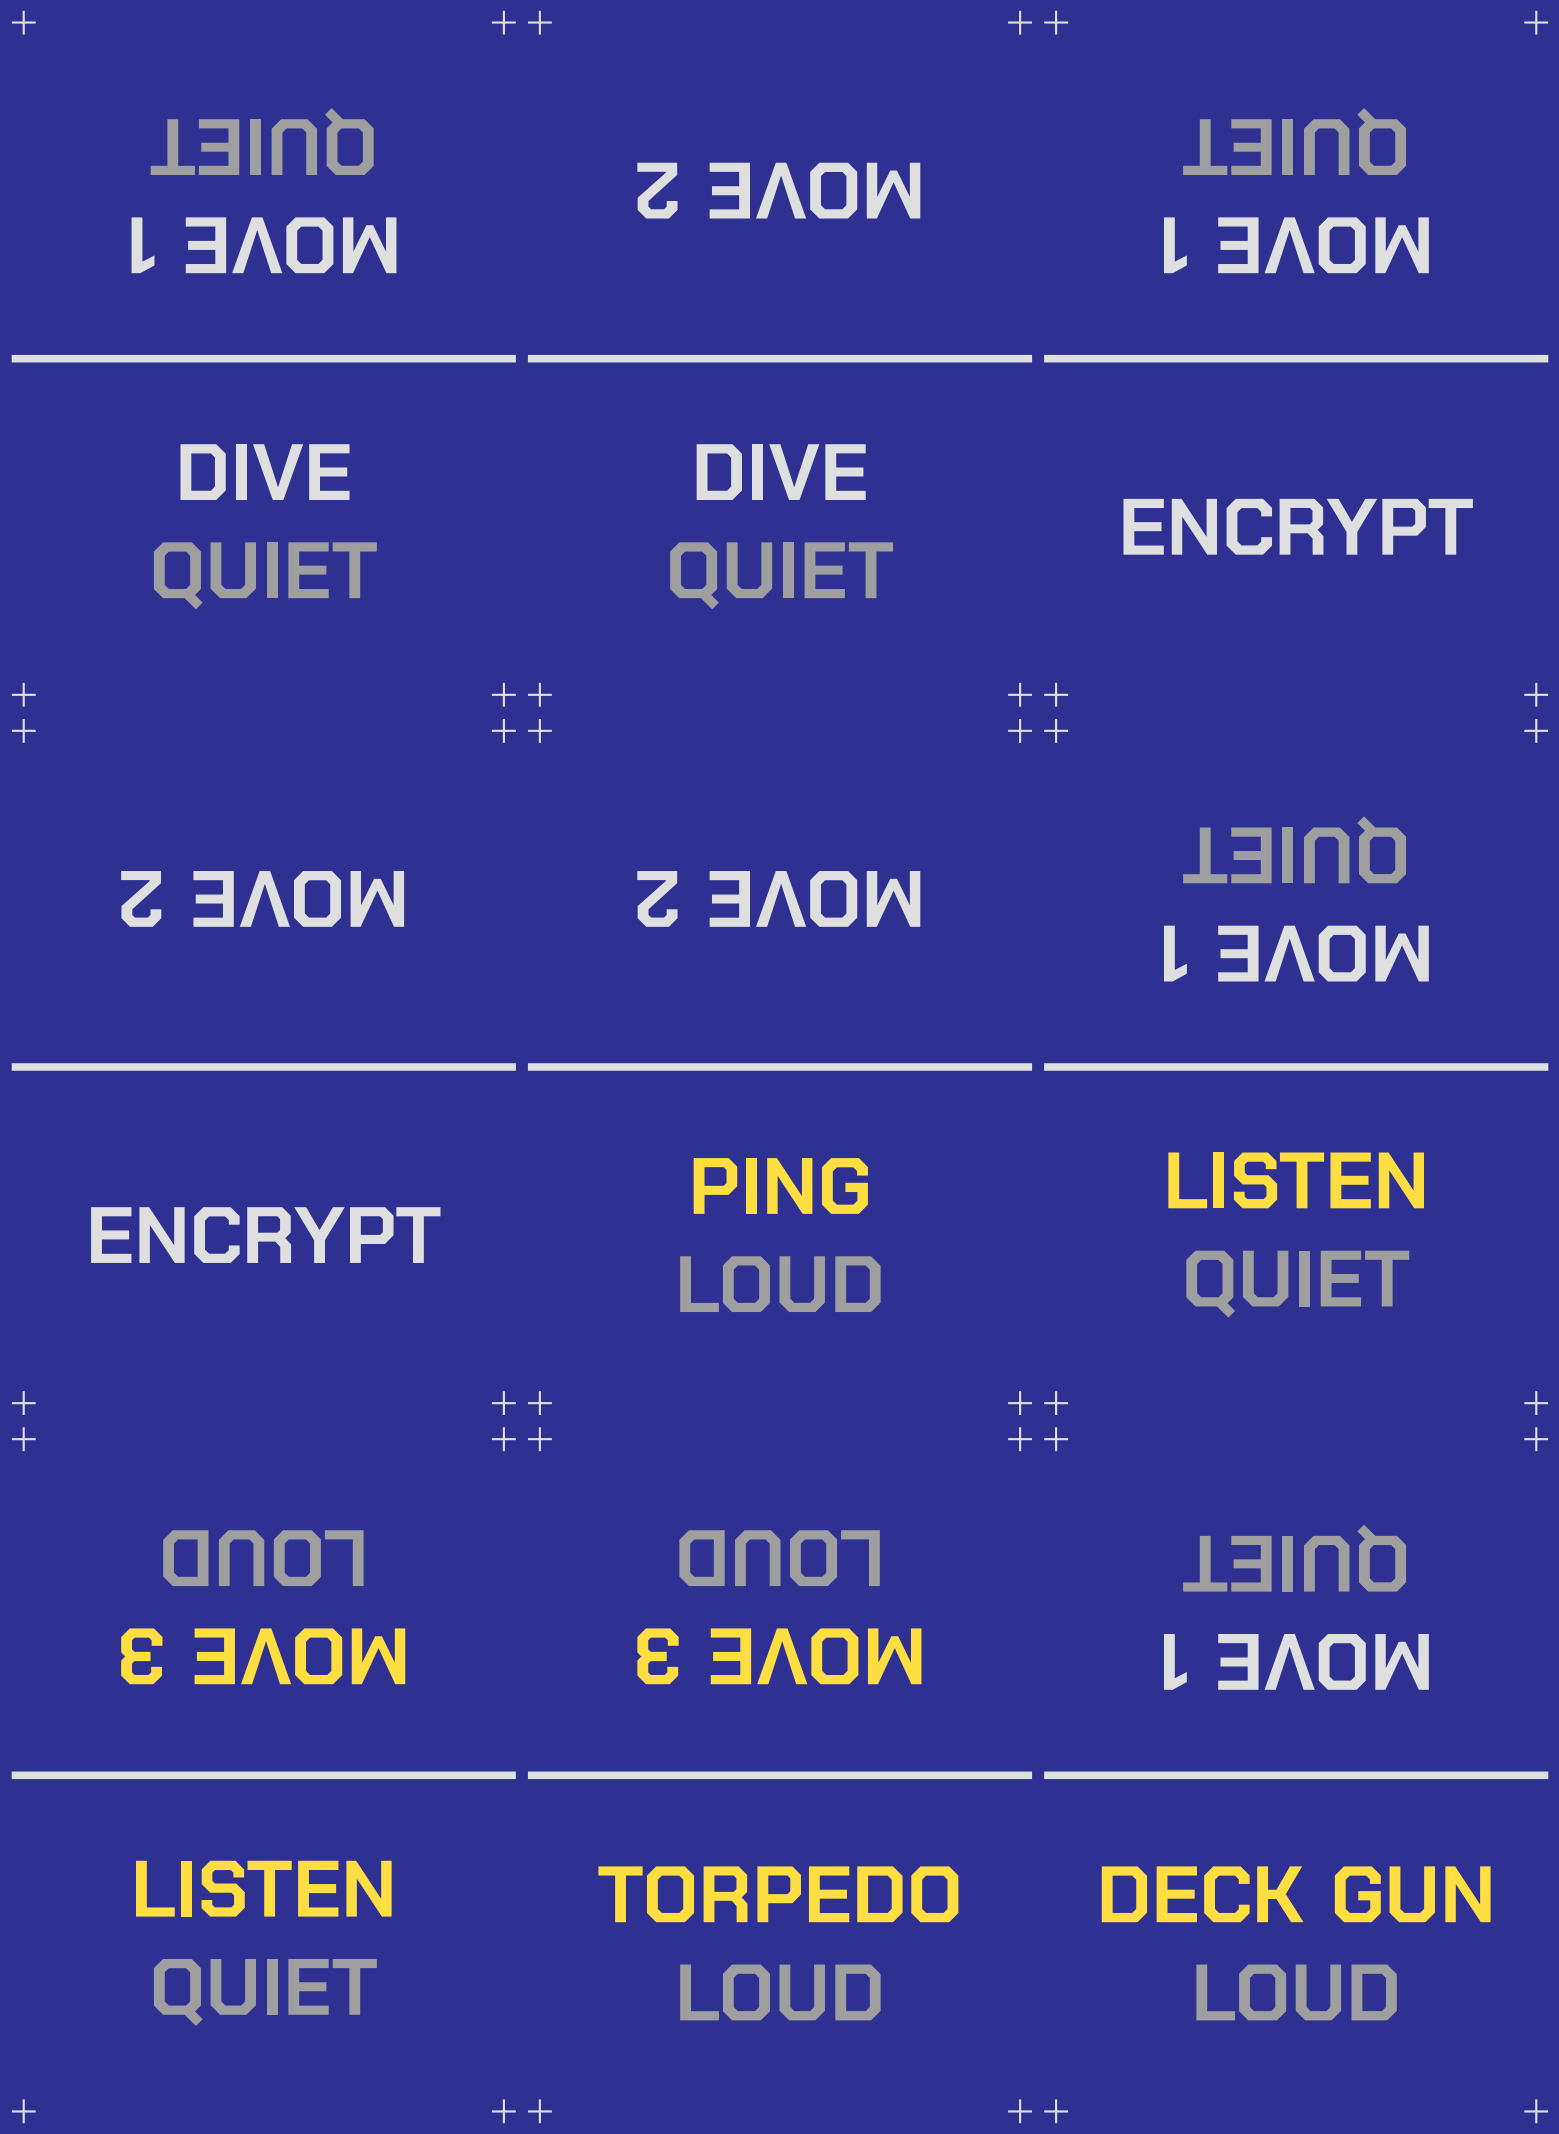 MOVE 1
QUIET
DIVE
QUIET
MOVE 2
DIVE
QUIET
MOVE 1
QUIET
ENCRYPT
MOVE 2
ENCRYPT
MOVE 2
PING
LOUD
MOVE 1
QUIET
LISTEN
QUIET
MOVE 3
LOUD
LISTEN
QUIET
MOVE 3
LOUD
TORPEDO
LOUD
MOVE 1
QUIET
DECK GUN
LOUD